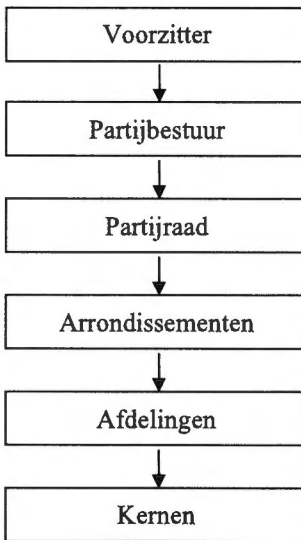 Voorzitter
Partijbestuur
Partijraad
Arrondissementen
Afdelingen
Kernen